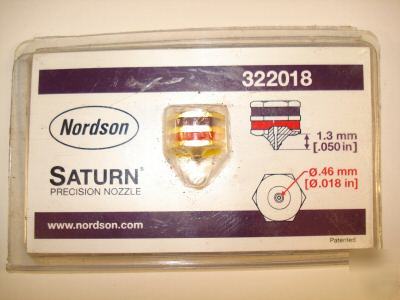 322018
Nordson
SATURN®
PRECISION NOZZLE
1.3 mm
[.050 in]
Ø.46 mm
[Ø.018 in]
www.nordson.com
Patented